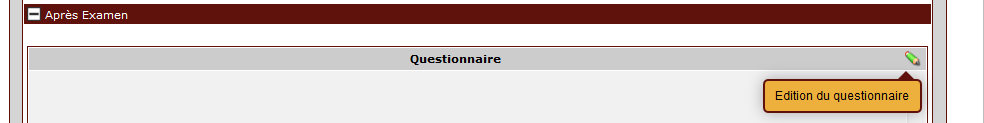 Après Examen
Questionnaire
Edition du questionnaire